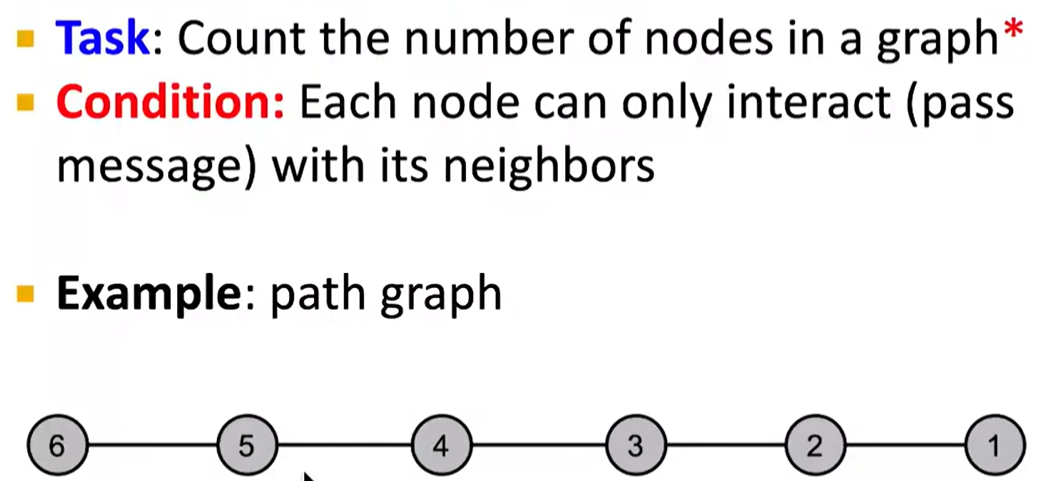 Task: Count the number of nodes in a graph*
Condition: Each node can only interact (pass
message) with its neighbors
Example: path graph
6 5 4 3 2 1